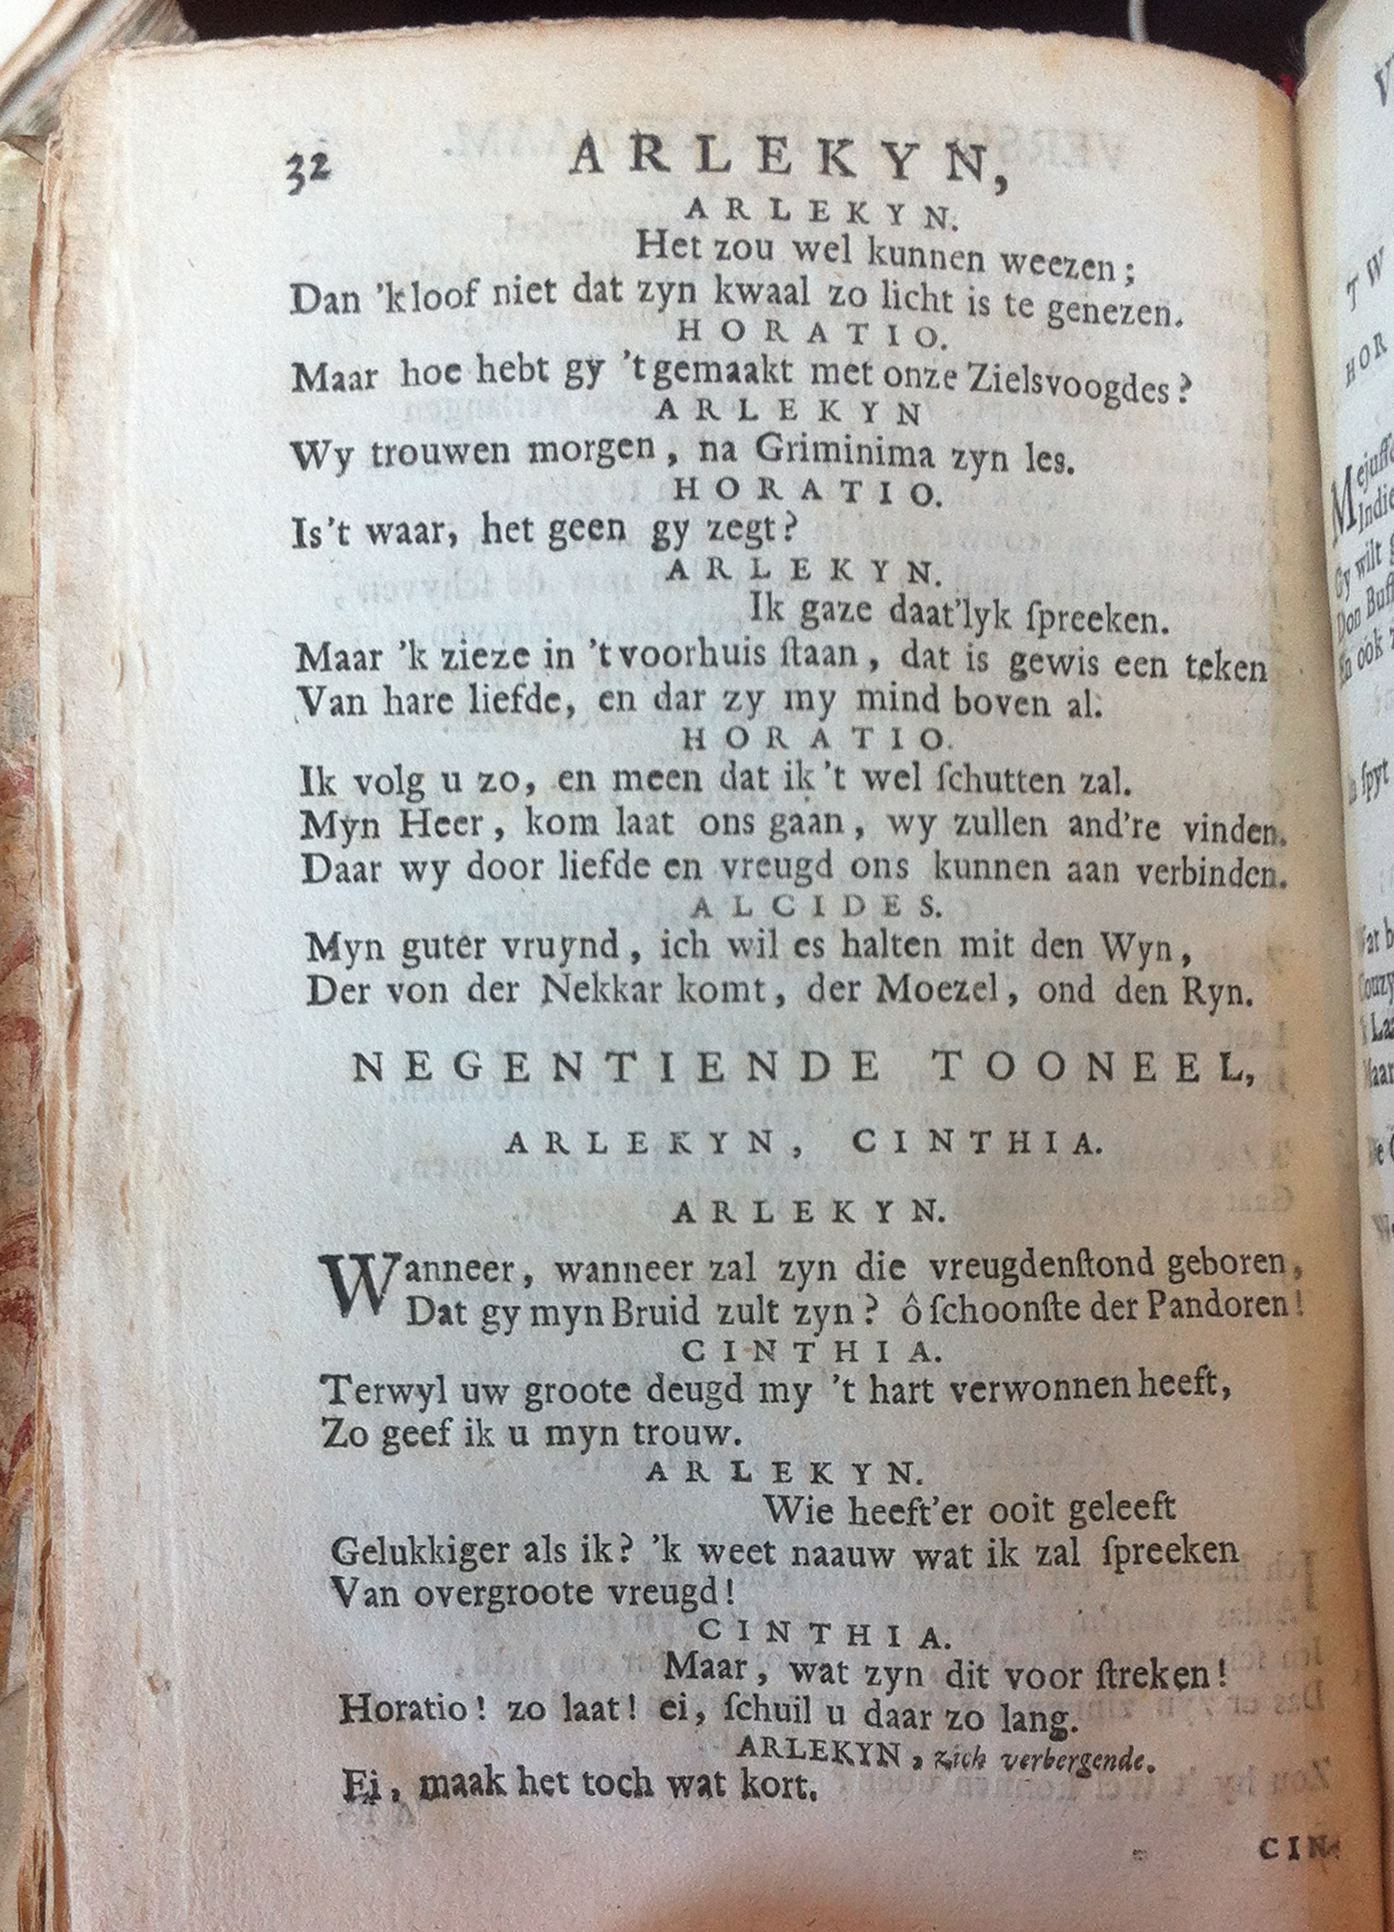 32 ARLEKYN,
ARLEKYN.
Het zou wel kunnen weezen;
Dan 'k loof niet dat zyn kwaal zo licht is te genezen.
HORATIO.
Maar hoe hebt gy 't gemaakt met onze Zielsvoogdes?
ARLEKYN
Wy trouwen morgen, na Griminima zyn les.
HORATIO.
Is 't waar, het geen gy zegt?
ARLEKYN.
Ik gaze daat'lyk ſpreeken.
Maar 'k zieze in 't voorhuis ſtaan, dat is gewis een teken
Van hare liefde, en dar zy my mind boven al.
HORATIO.
Ik volg u zo, en meen dat ik 't wel ſchutten zal.
Myn Heer, kom laat ons gaan, wy zullen and're vinden.
Daar wy door liefde en vreugd ons kunnen aan verbinden.
ALCIDES.
Myn guter vruynd, ich wil es halten mit den Wyn,
Der von der Nekkar komt, der Moezel, ond den Ryn.
NEGENTIENDE TOONEEL,
ARLEKYN, CINTHIA.
ARLEKYN.
Wanneer, wanneer zal zyn die vreugdenſtond geboren,
Dat gy myn Bruid zult zyn? ô ſchoonſte der Pandoren!
CINTHIA.
Terwyl uw groote deugd my 't hart verwonnen heeft,
Zo geef ik u myn trouw.
ARLEKYN.
Wie heeft'er ooit geleeft
Gelukkiger als ik? 'k weet naauw wat ik zal ſpreeken
Van overgroote vreugd!
CINTHIA.
Maar, wat zyn dit voor ſtreken!
Horatio! zo laat! ei, ſchuil u daar zo lang.
ARLEKYN, zich verbergende.
Ei, maak het toch wat kort.
CIN-